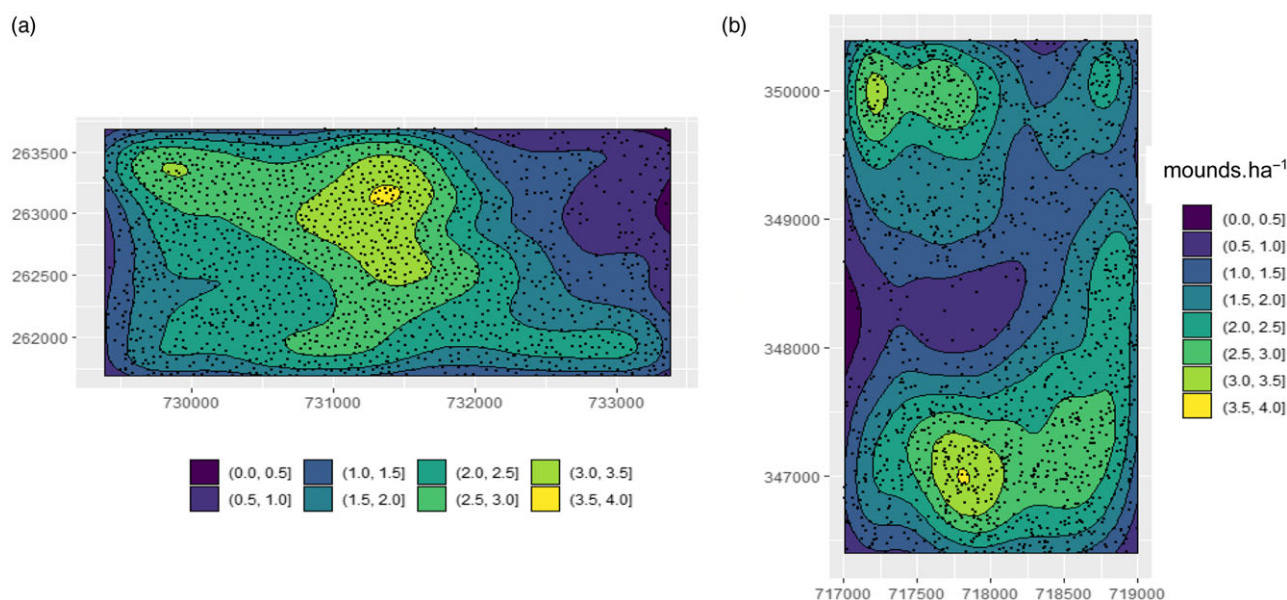 (a)
263500
263000
262500
262000
730000 731000 732000 733000
(0.0, 0.5] (1.0, 1.5] (2.0, 2.5] (3.0, 3.5]
(0.5, 1.0] (1.5, 2.0] (2.5, 3.0] (3.5, 4.0]
(b)
350000
349000
348000
347000
717000 717500 718000 718500 719000
mounds.ha⁻¹
(0.0, 0.5]
(0.5, 1.0]
(1.0, 1.5]
(1.5, 2.0]
(2.0, 2.5]
(2.5, 3.0]
(3.0, 3.5]
(3.5, 4.0]